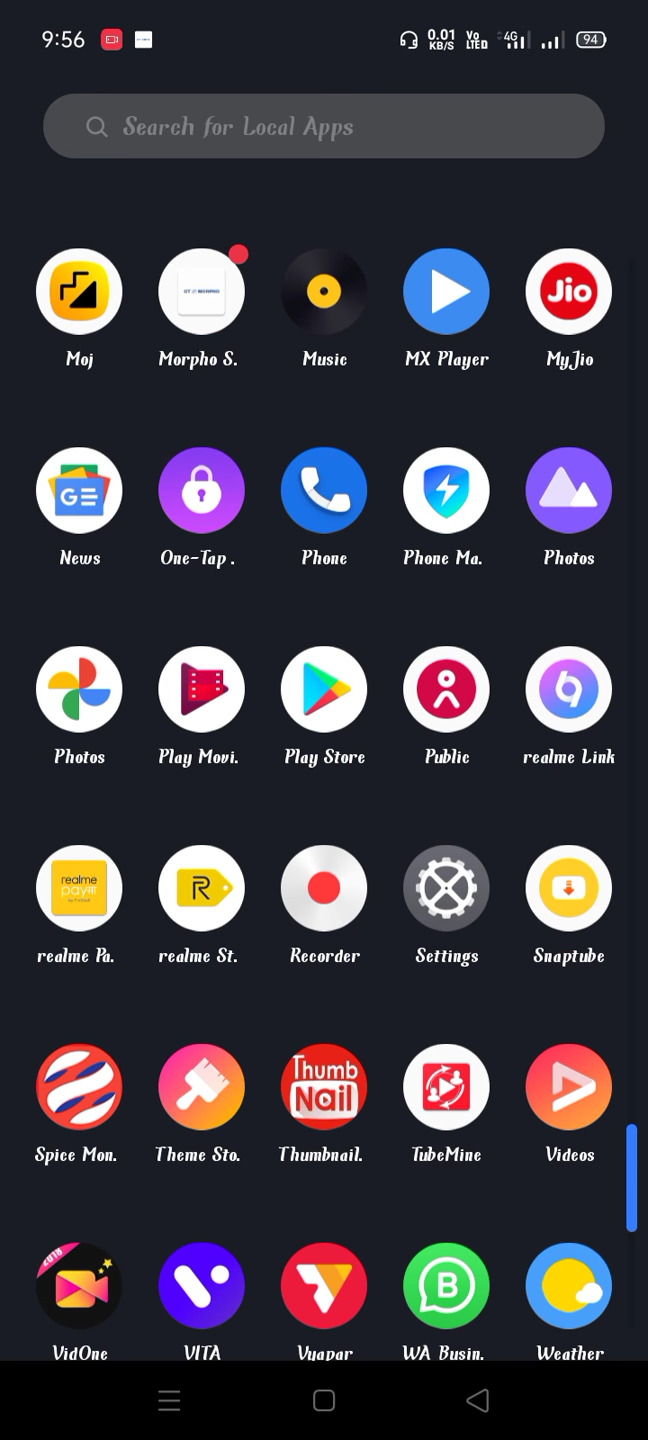 9:56 0.01 KB/S Vo LTE 4G 94
Search for Local Apps
Jio
Moj Morpho S. Music MX Player MyJio
G
News One-Tap . Phone Phone Ma. Photos
Photos Play Movi. Play Store Public realme Link
realme
pay
realme Pa. realme St. Recorder Settings Snaptube
Thumb
Nail
Spice Mon. Theme Sto. Thumbnail. TubeMine Videos
B
VidOne VITA Vyapar WA Busin. Weather